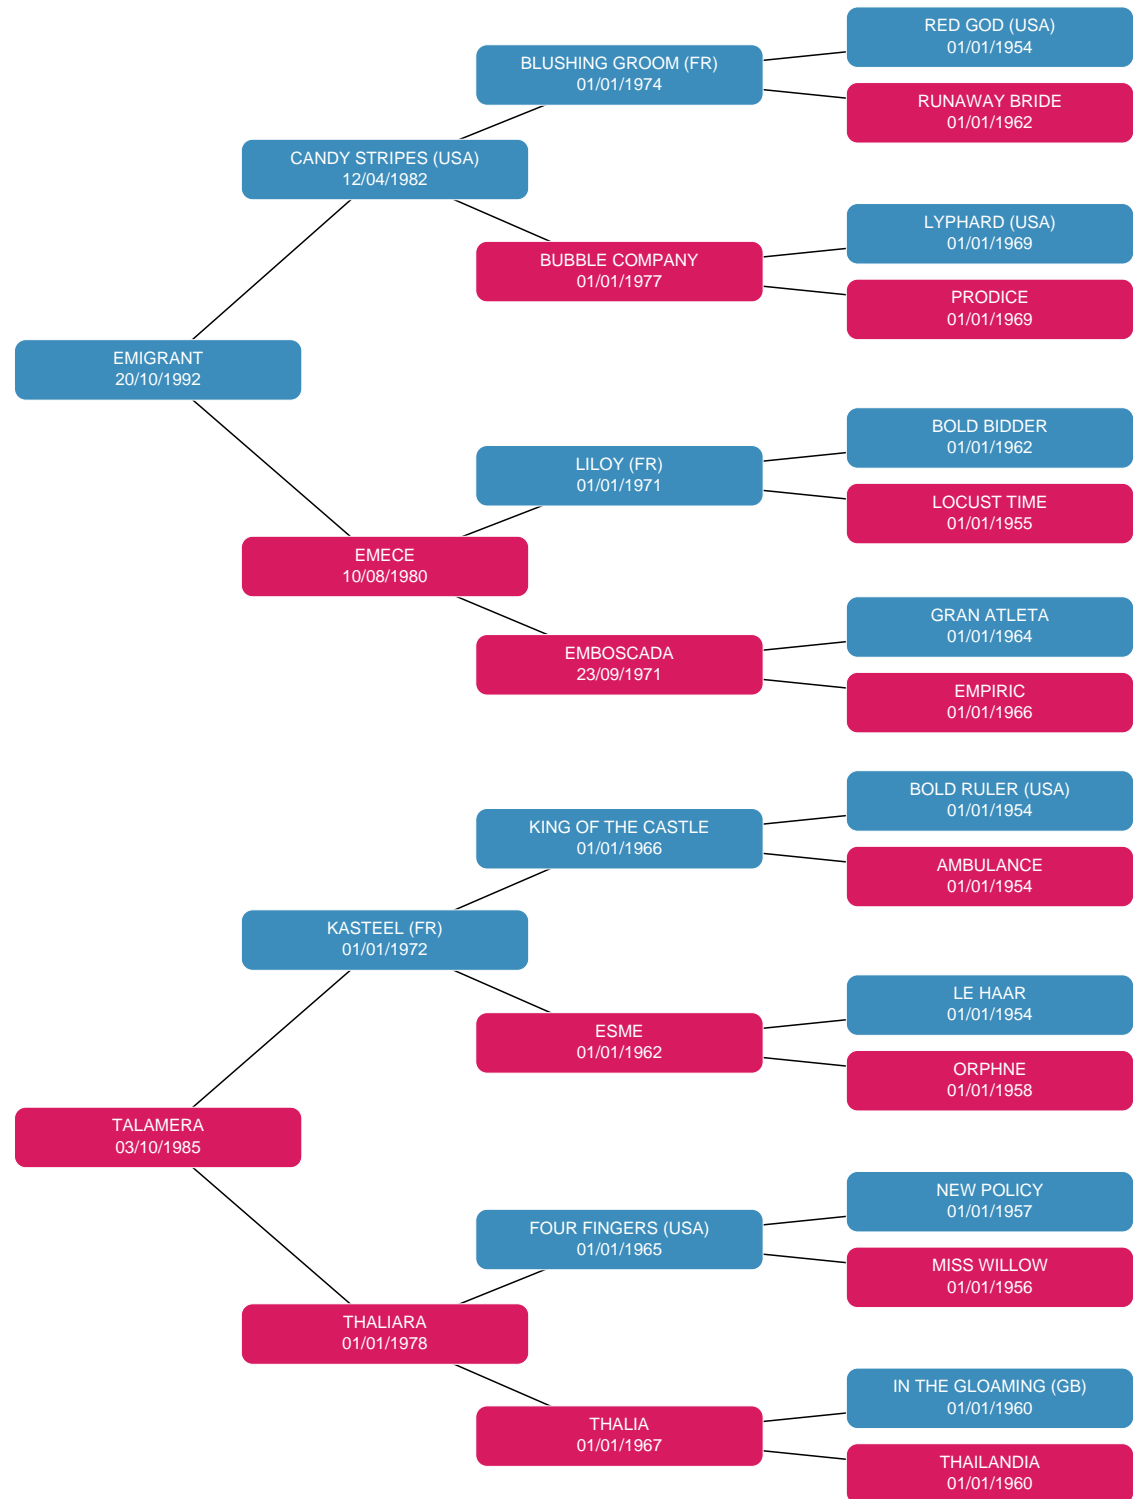 RED GOD (USA)
01/01/1954
BLUSHING GROOM (FR)
01/01/1974
RUNAWAY BRIDE
01/01/1962
CANDY STRIPES (USA)
12/04/1982
LYPHARD (USA)
01/01/1969
BUBBLE COMPANY
01/01/1977
PRODICE
01/01/1969
EMIGRANT
20/10/1992
BOLD BIDDER
01/01/1962
LILOY (FR)
01/01/1971
LOCUST TIME
01/01/1955
EMECE
10/08/1980
GRAN ATLETA
01/01/1964
EMBOSCADA
23/09/1971
EMPIRIC
01/01/1966
BOLD RULER (USA)
01/01/1954
KING OF THE CASTLE
01/01/1966
AMBULANCE
01/01/1954
KASTEEL (FR)
01/01/1972
LE HAAR
01/01/1954
ESME
01/01/1962
ORPHNE
01/01/1958
TALAMERA
03/10/1985
NEW POLICY
01/01/1957
FOUR FINGERS (USA)
01/01/1965
MISS WILLOW
01/01/1956
THALIARA
01/01/1978
IN THE GLOAMING (GB)
01/01/1960
THALIA
01/01/1967
THAILANDIA
01/01/1960